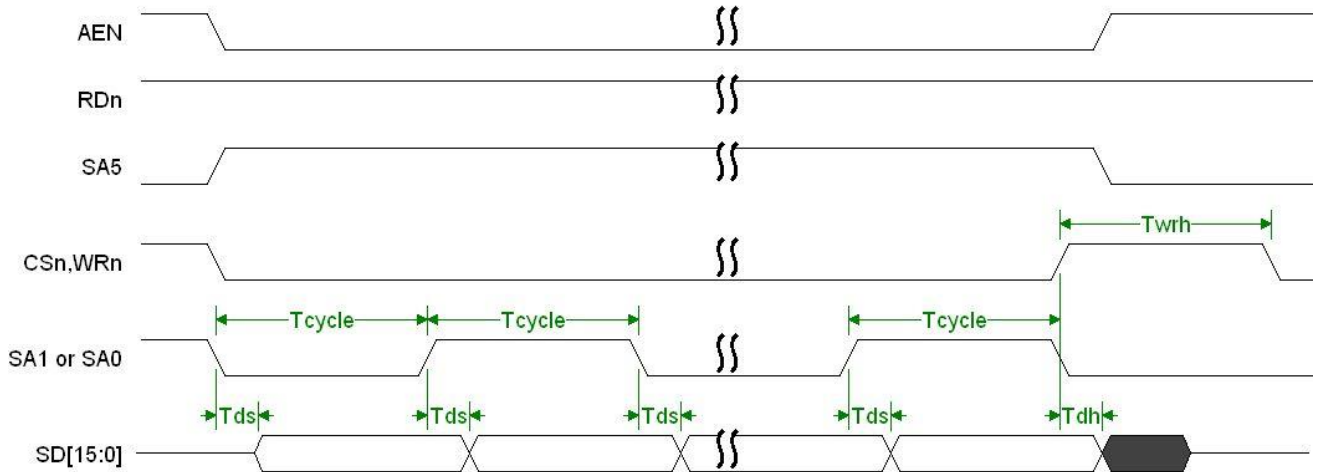 AEN
RDn
SA5
Twrh
CSn,WRn
Tcycle Tcycle Tcycle
SA1 or SA0
Tds Tds Tds Tds Tdh
SD[15:0]